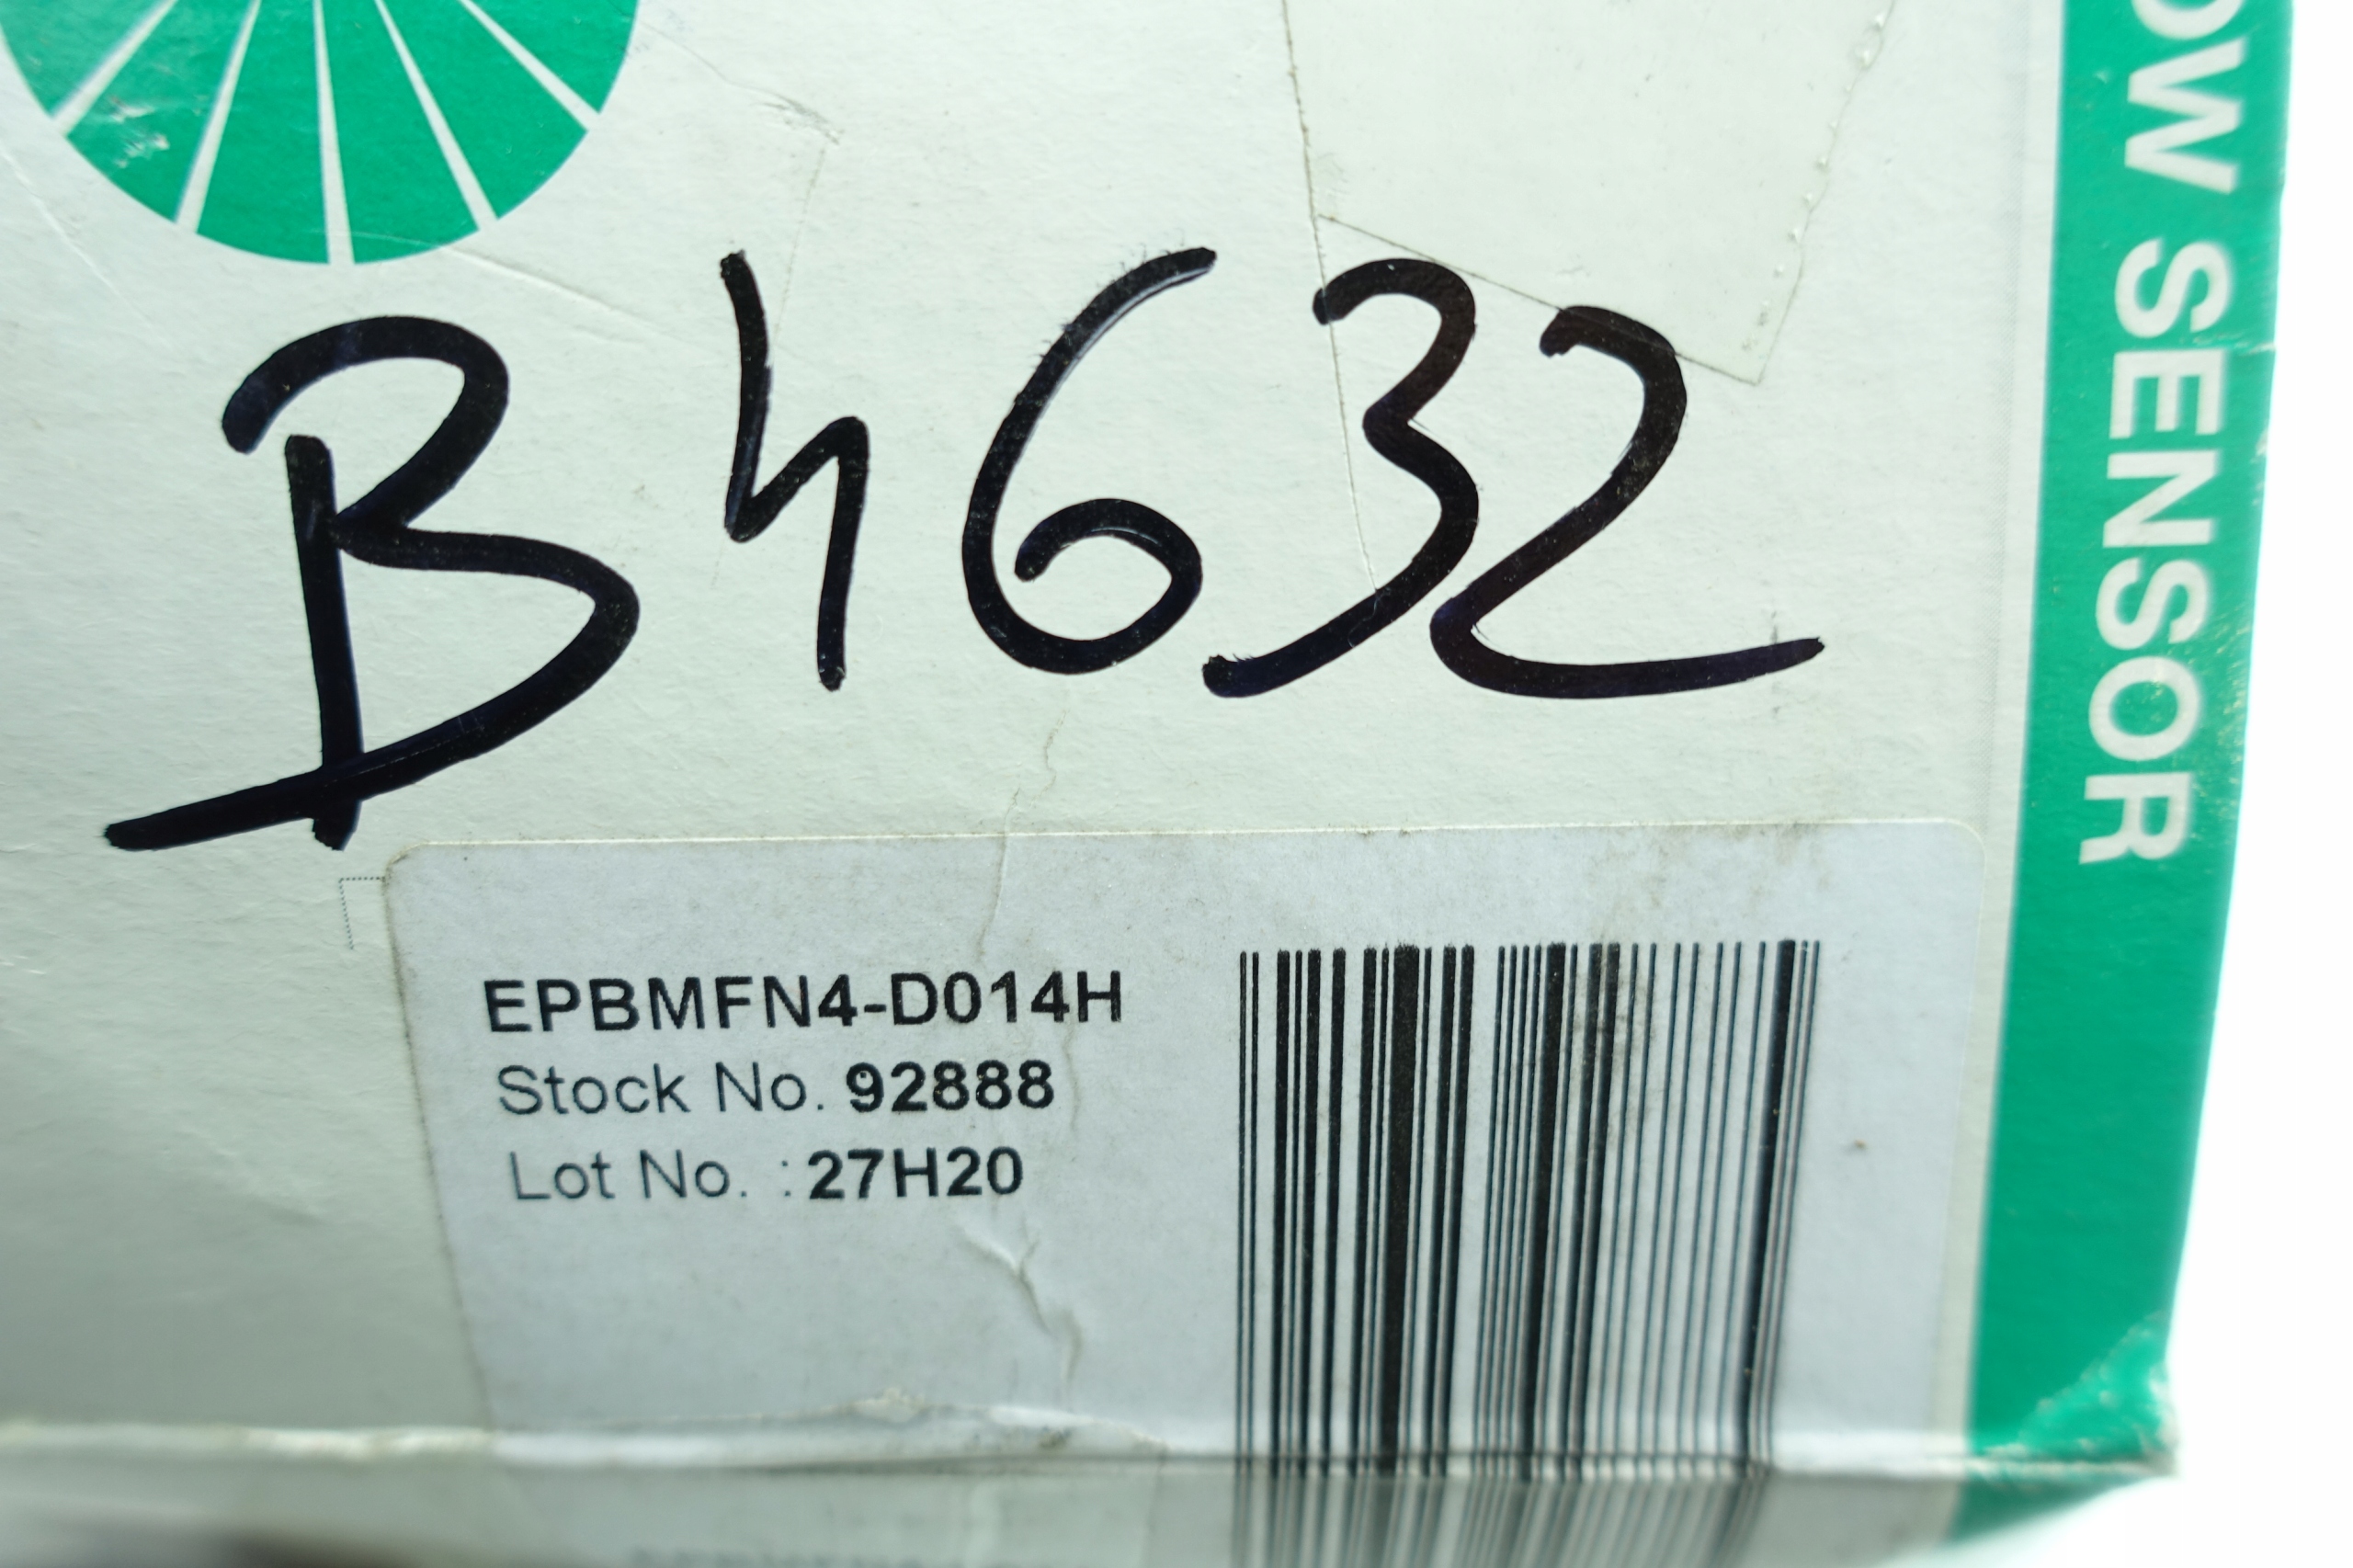 B4632
EPBMFN4-D014H
Stock No. 92888
Lot No. :27H20
OW SENSOR